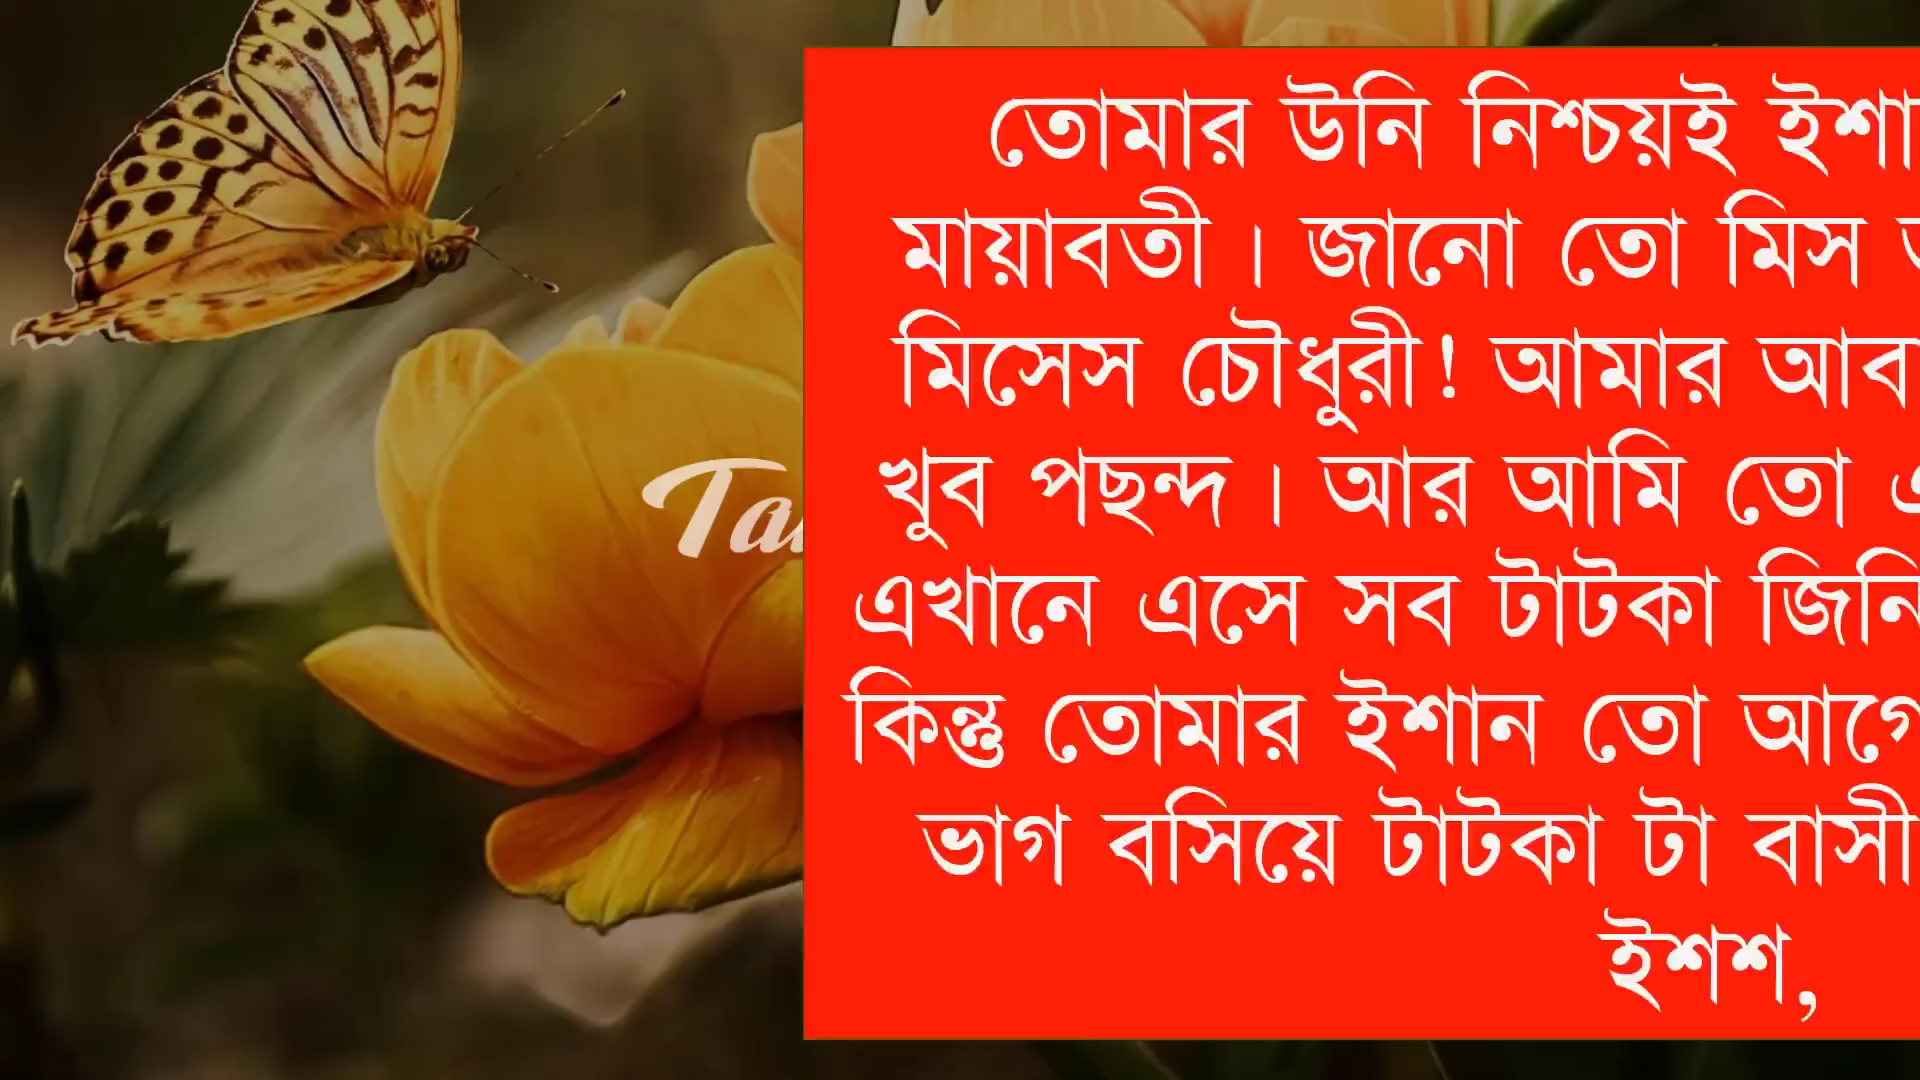 তোমার উনি নিশ্চয়ই ইশা
মায়াবতী । জানো তো মিস
মিসেস চৌধুরী! আমার আবা
খুব পছন্দ । আর আমি তো
এখানে এসে সব টাটকা জিনি
কিন্তু তোমার ইশান তো আগে
ভাগ বসিয়ে টাটকা টা বাসী
ইশশ,